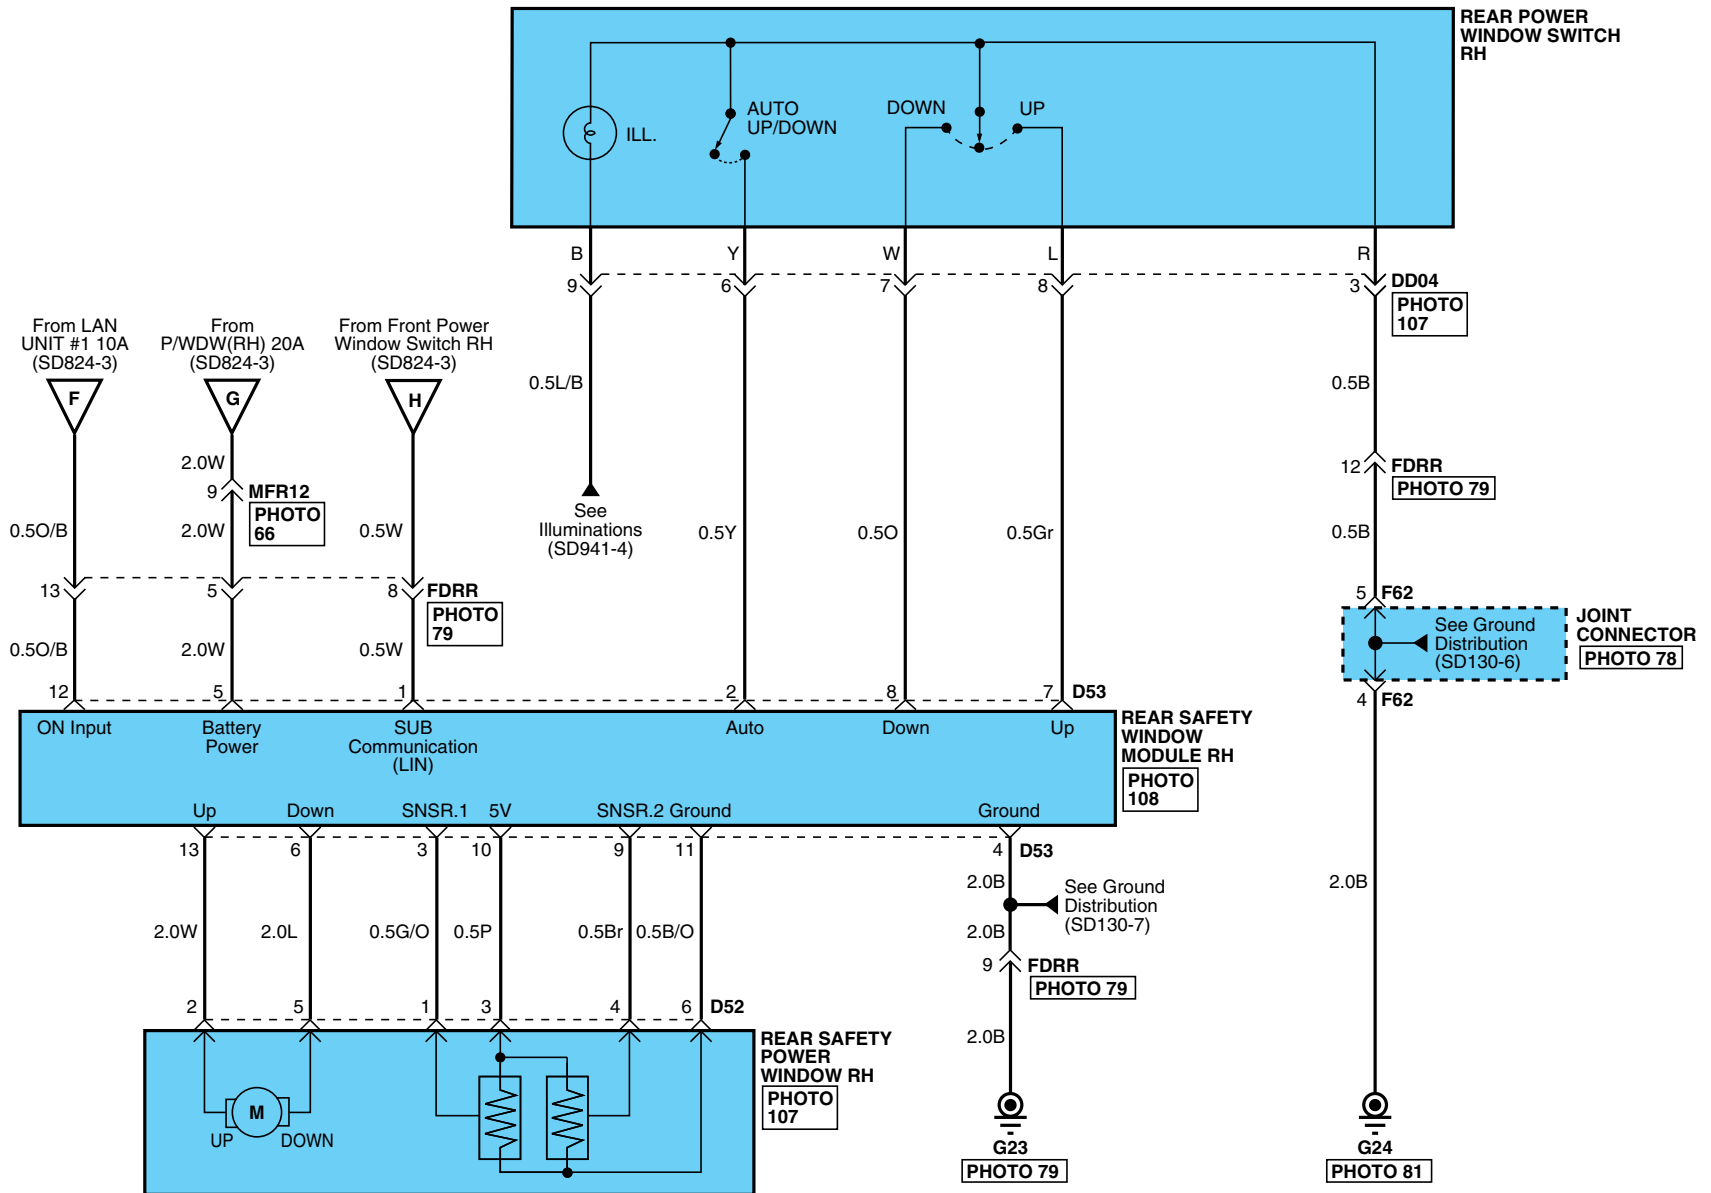 REAR POWER
WINDOW SWITCH
RH
AUTO
UP/DOWN
DOWN
UP
ILL.
B
Y
W
L
R
9
6
7
8
3
DD04
PHOTO
107
From LAN
UNIT #1 10A
(SD824-3)
From
P/WDW(RH) 20A
(SD824-3)
From Front Power
Window Switch RH
(SD824-3)
F
G
H
0.5L/B
0.5B
2.0W
9
MFR12
PHOTO
66
12
FDRR
PHOTO 79
0.5O/B
2.0W
0.5W
See
Illuminations
(SD941-4)
0.5Y
0.5O
0.5Gr
0.5B
13
5
8
FDRR
PHOTO
79
5
F62
See Ground
Distribution
(SD130-6)
JOINT
CONNECTOR
PHOTO 78
0.5O/B
2.0W
0.5W
4
F62
12
5
1
2
8
7
D53
ON Input
Battery
Power
SUB
Communication
(LIN)
Auto
Down
Up
REAR SAFETY
WINDOW
MODULE RH
PHOTO
108
Up
Down
SNSR.1
5V
SNSR.2
Ground
Ground
13
6
3
10
9
11
4
D53
2.0B
See Ground
Distribution
(SD130-7)
2.0B
2.0W
2.0L
0.5G/O
0.5P
0.5Br
0.5B/O
2.0B
9
FDRR
PHOTO 79
2
5
1
3
4
6
D52
2.0B
REAR SAFETY
POWER
WINDOW RH
PHOTO
107
M
UP
DOWN
G23
PHOTO 79
G24
PHOTO 81